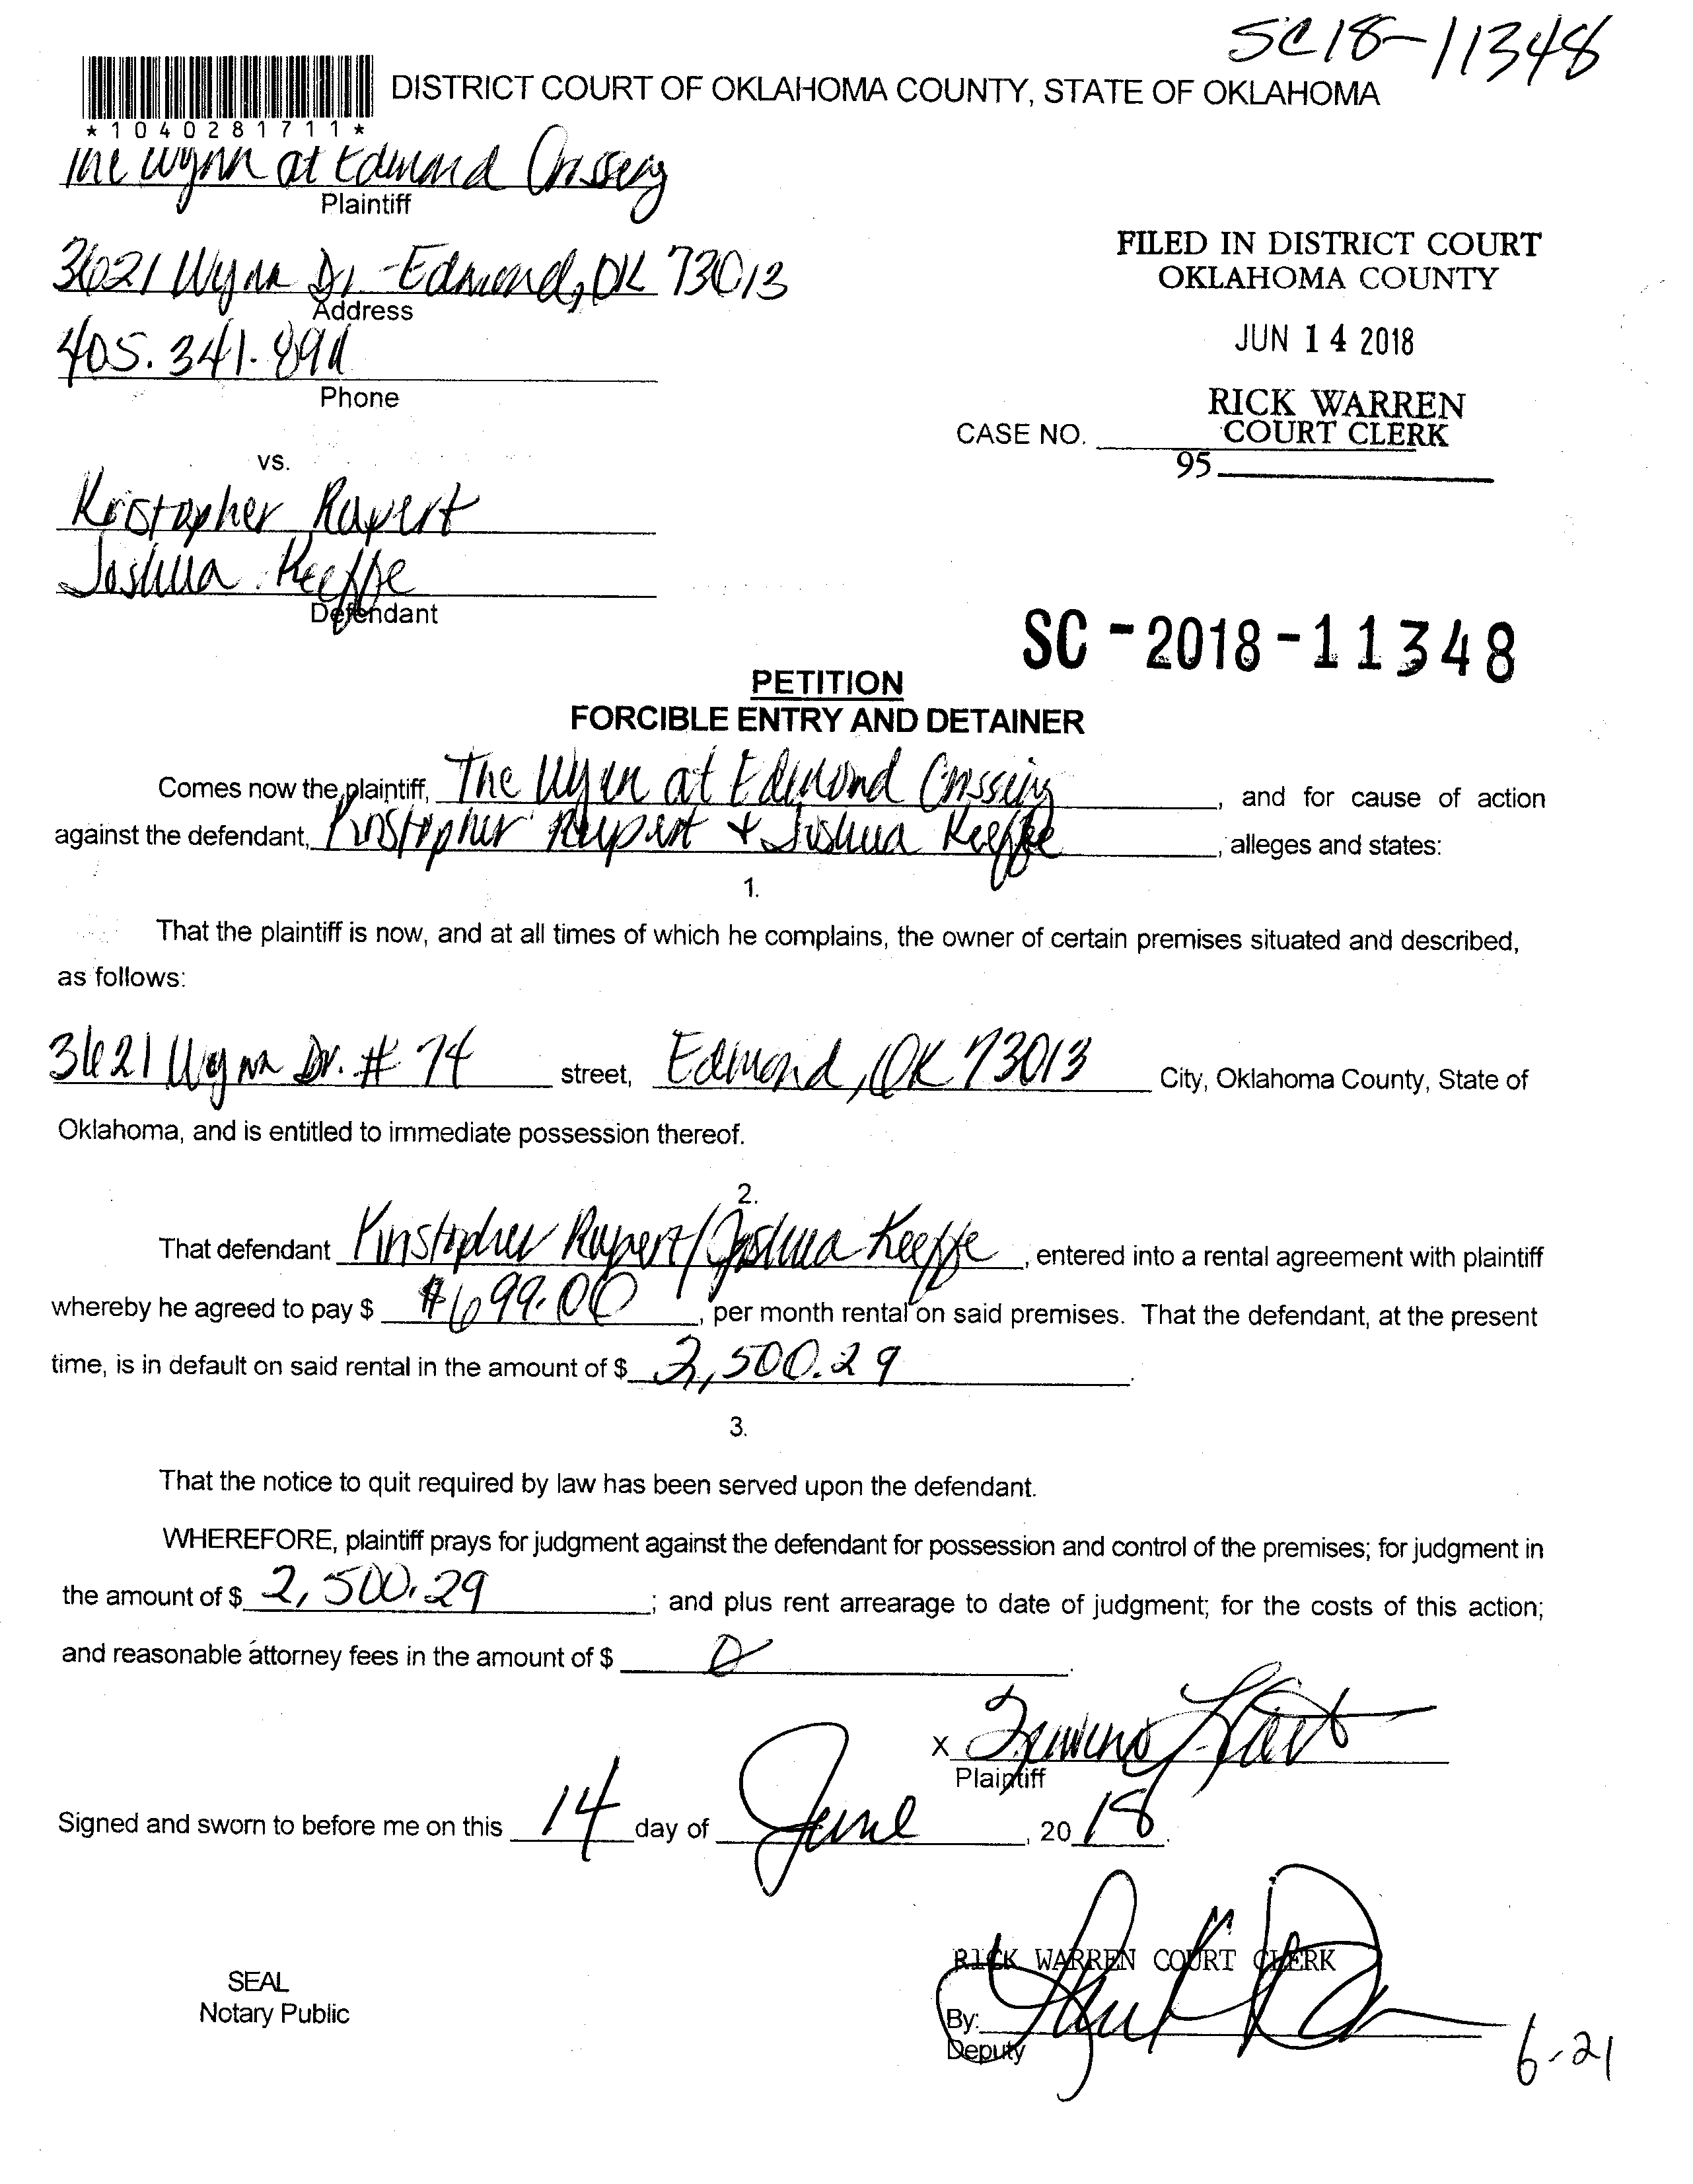 SC18-11348
DISTRICT COURT OF OKLAHOMA COUNTY, STATE OF OKLAHOMA
*1040281711*
The Wynn at Edmond Crossing
Plaintiff
3621 Wynn Dr. - Edmond, OK 73013
Address
FILED IN DISTRICT COURT
OKLAHOMA COUNTY
JUN 14 2018
405.341.
Phone
RICK WARREN
COURT CLERK
CASE NO.
95
vs.
Kristopher Rupert
Joshua Keeffe
Defendant
SC-2018-11348
PETITION
FORCIBLE ENTRY AND DETAINER
Comes now the plaintiff, The Wynn at Edmond Crossing, and for cause of action
against the defendant, Kristopher Rupert + Joshua Keeffe, alleges and states:
1.
That the plaintiff is now, and at all times of which he complains, the owner of certain premises situated and described,
as follows:
3621 Wynn Dr. # 74 street, Edmond, OK 73013 City, Oklahoma County, State of
Oklahoma, and is entitled to immediate possession thereof.
2.
That defendant Kristopher Rupert/Joshua Keeffe, entered into a rental agreement with plaintiff
whereby he agreed to pay $ #699.00, per month rental on said premises. That the defendant, at the present
time, is in default on said rental in the amount of $ 2,500.29.
3.
That the notice to quit required by law has been served upon the defendant.
WHEREFORE, plaintiff prays for judgment against the defendant for possession and control of the premises; for judgment in
the amount of $ 2,500.29; and plus rent arrearage to date of judgment; for the costs of this action;
and reasonable attorney fees in the amount of $ 0.
X
Plaintiff
Signed and sworn to before me on this 14 day of June, 2018.
RICK WARREN COURT CLERK
SEAL
Notary Public
By:
Deputy
6-21